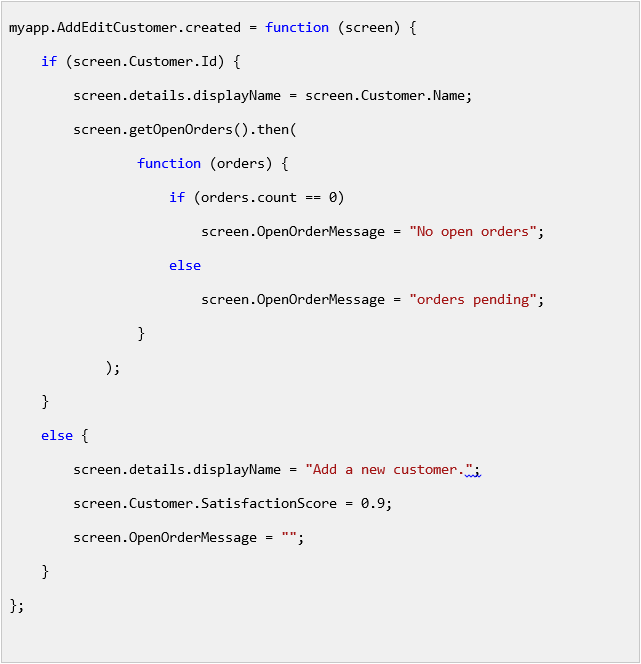 myapp.AddEditCustomer.created = function (screen) {
    if (screen.Customer.Id) {
        screen.details.displayName = screen.Customer.Name;
        screen.getOpenOrders().then(
                function (orders) {
                    if (orders.count == 0)
                        screen.OpenOrderMessage = "No open orders";
                    else
                        screen.OpenOrderMessage = "orders pending";
                }
            );
    }
    else {
        screen.details.displayName = "Add a new customer.";
        screen.Customer.SatisfactionScore = 0.9;
        screen.OpenOrderMessage = "";
    }
};